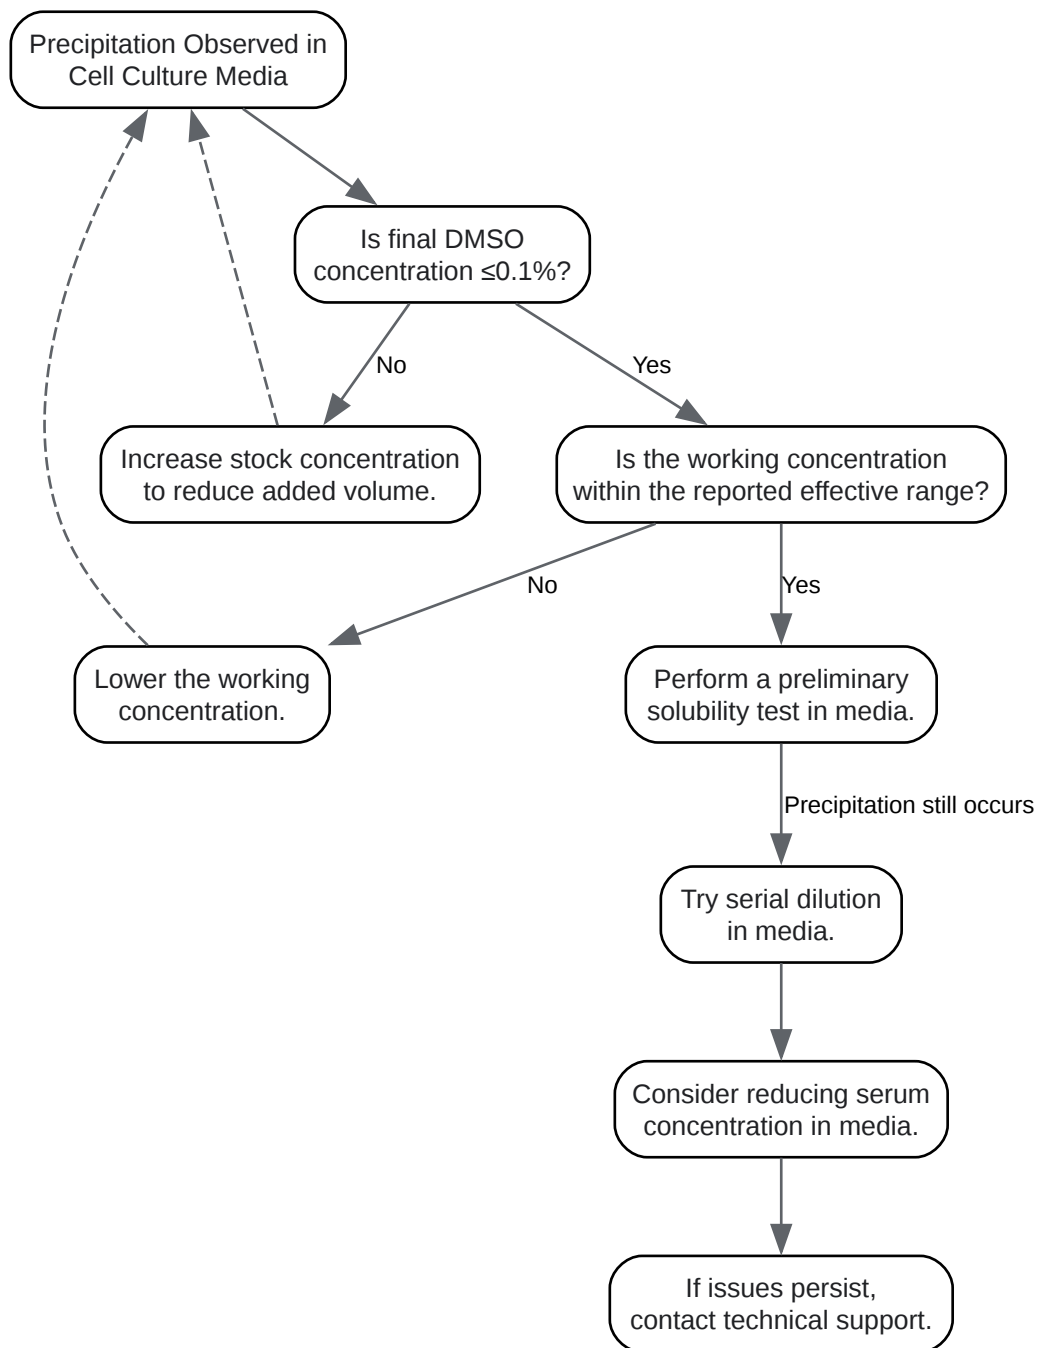 Precipitation Observed in
Cell Culture Media
Is final DMSO
concentration ≤0.1%?
No
Yes
Increase stock concentration
to reduce added volume.
Is the working concentration
within the reported effective range?
No
Yes
Lower the working
concentration.
Perform a preliminary
solubility test in media.
Precipitation still occurs
Try serial dilution
in media.
Consider reducing serum
concentration in media.
If issues persist,
contact technical support.